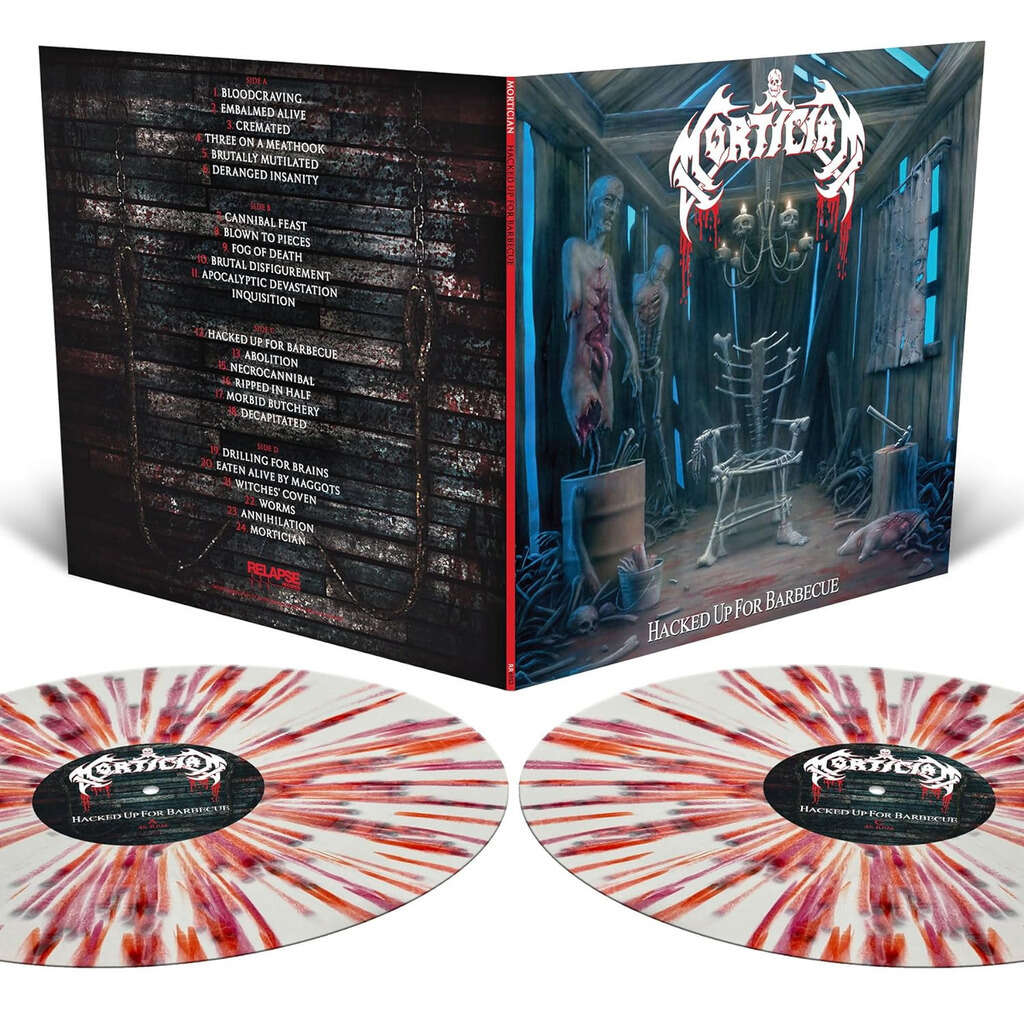 SIDE A
1. BLOODCRAVING
2. EMBALMED ALIVE
3. CREMATED
4. THREE ON A MEATHOOK
5. BRUTALLY MUTILATED
6. DERANGED INSANITY
SIDE B
7. CANNIBAL FEAST
8. BLOWN TO PIECES
9. FOG OF DEATH
10. BRUTAL DISFIGUREMENT
11. APOCALYPTIC DEVASTATION
INQUISITION
SIDE C
12. HACKED UP FOR BARBECUE
13. ABOLITION
15. NECROCANNIBAL
16. RIPPED IN HALF
17. MORBID BUTCHERY
18. DECAPITATED
SIDE D
19. DRILLING FOR BRAINS
20. EATEN ALIVE BY MAGGOTS
21. WITCHES' COVEN
22. WORMS
23. ANNIHILATION
24. MORTICIAN
RELAPSE
MORTICIAN HACKED UP FOR BARBECUE
MORTICIAN
HACKED UP FOR BARBECUE
MORTICIAN
HACKED UP FOR BARBECUE
A
45 RPM
MORTICIAN
HACKED UP FOR BARBECUE
C
45 RPM